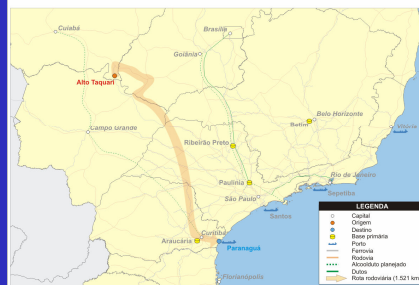 Cuiabá
Brasília
Goiânia
Alto Taquari
Campo Grande
Belo Horizonte
Betim
Vitória
Ribeirão Preto
Paulínia
Rio de Janeiro
São Paulo
Sepetiba
Santos
Curitiba
Araucária
Paranaguá
Florianópolis
LEGENDA
Capital
Origem
Destino
Base primária
Porto
Ferrovia
Rodovia
Alcoolduto planejado
Dutos
Rota rodoviária (1.521 km)